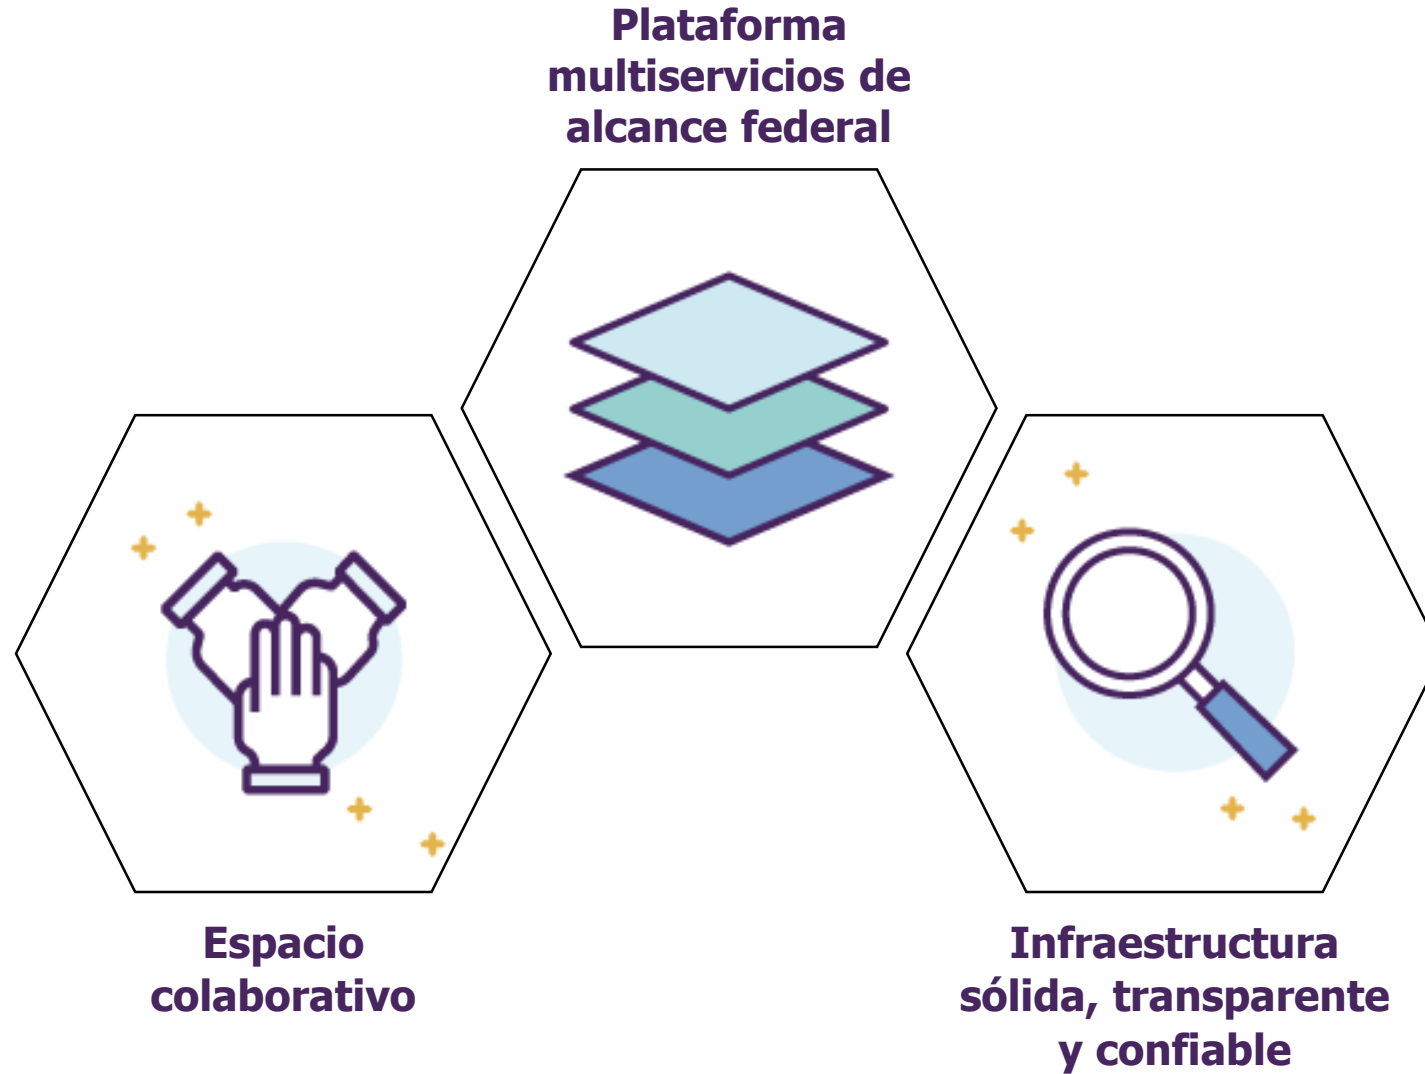 Plataforma
multiservicios de
alcance federal
Espacio
colaborativo
Infraestructura
sólida, transparente
y confiable